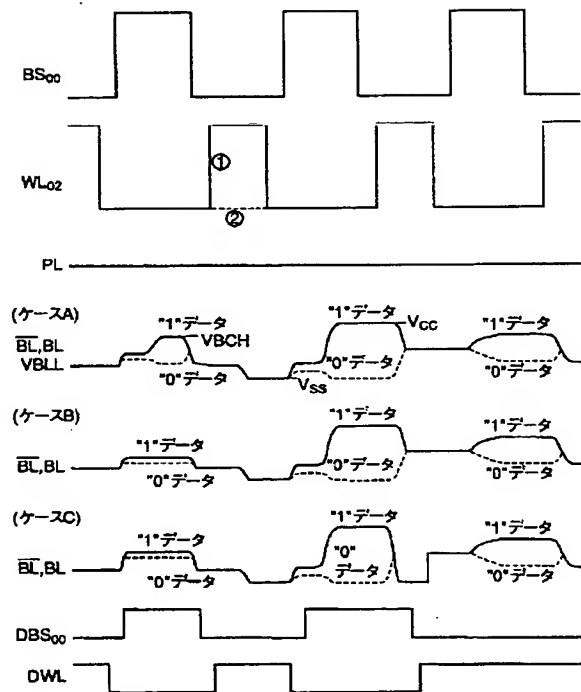 BS₀₀
WL₀₂
①
②
PL
(ケースA)
"1"データ
VBCH
"1"データ
V_CC
"1"データ
B̅L̅,BL
VBLL
"0"データ
"0"データ
V_SS
"0"データ
(ケースB)
"1"データ
"1"データ
"1"データ
B̅L̅,BL
"0"データ
"0"データ
"0"データ
(ケースC)
"1"データ
"1"データ
"1"データ
B̅L̅,BL
"0"データ
"0"
データ
"0"データ
DBS₀₀
DWL